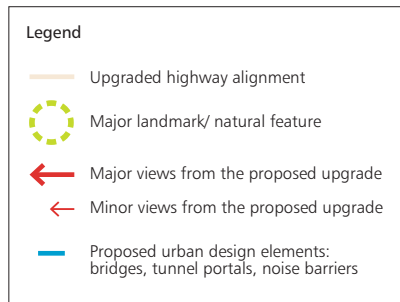 Legend
Upgraded highway alignment
Major landmark/ natural feature
Major views from the proposed upgrade
Minor views from the proposed upgrade
Proposed urban design elements:
bridges, tunnel portals, noise barriers